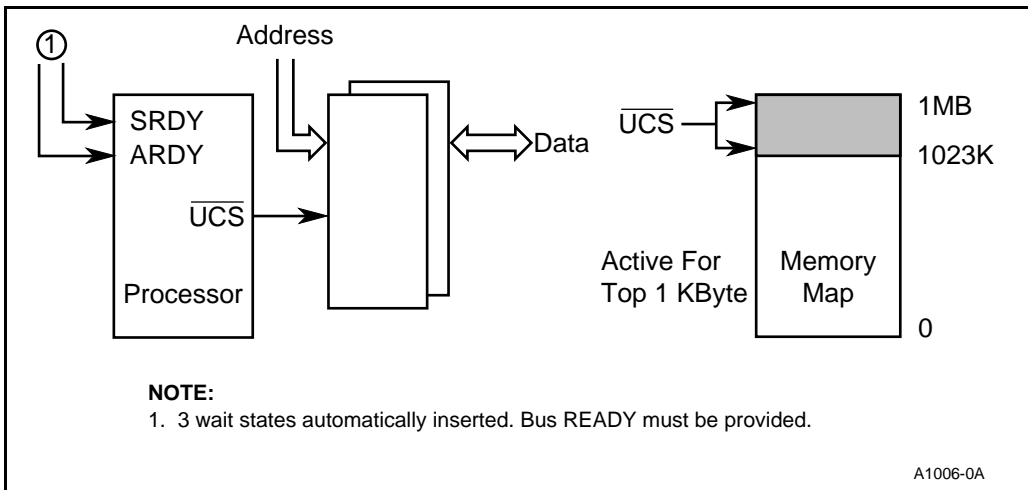 1
Address
SRDY
ARDY
UCS
Processor
Data
UCS
1MB
1023K
Active For
Top 1 KByte
Memory
Map
0
NOTE:
1. 3 wait states automatically inserted. Bus READY must be provided.
A1006-0A